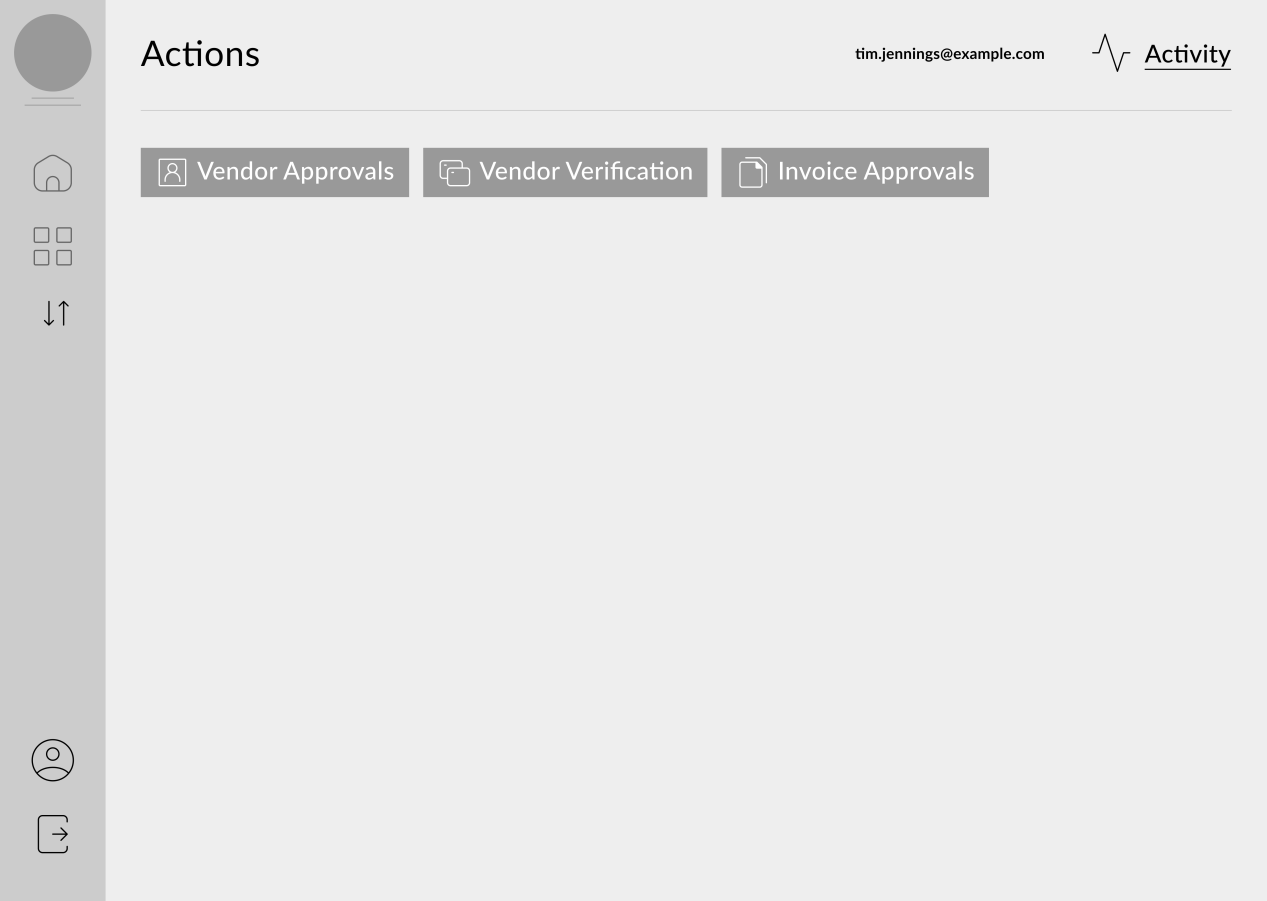 Actions
tim.jennings@example.com
Activity
Vendor Approvals
Vendor Verification
Invoice Approvals